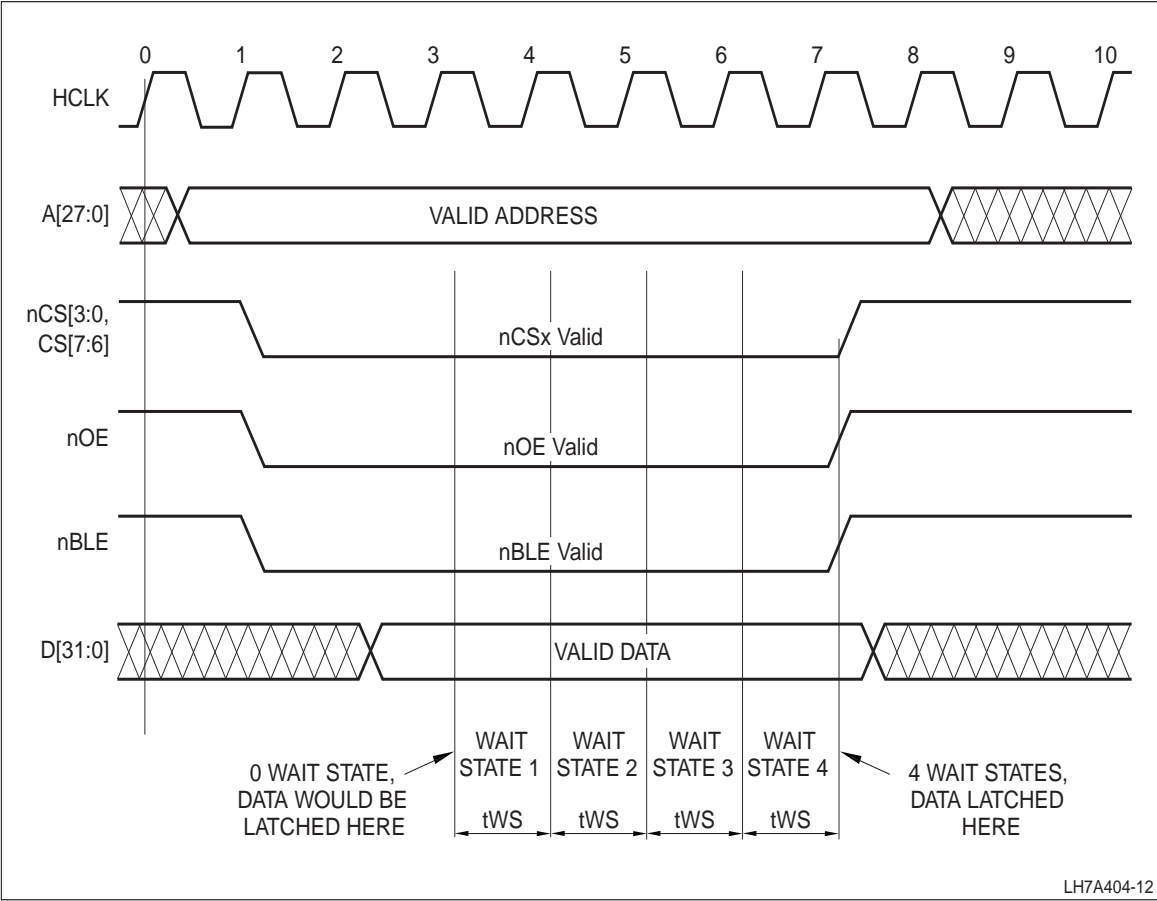 0 1 2 3 4 5 6 7 8 9 10
HCLK
A[27:0]
VALID ADDRESS
nCS[3:0,
CS[7:6]
nCSx Valid
nOE
nOE Valid
nBLE
nBLE Valid
D[31:0]
VALID DATA
0 WAIT STATE,
DATA WOULD BE
LATCHED HERE
WAIT
STATE 1
WAIT
STATE 2
WAIT
STATE 3
WAIT
STATE 4
tWS tWS tWS tWS
4 WAIT STATES,
DATA LATCHED
HERE
LH7A404-12